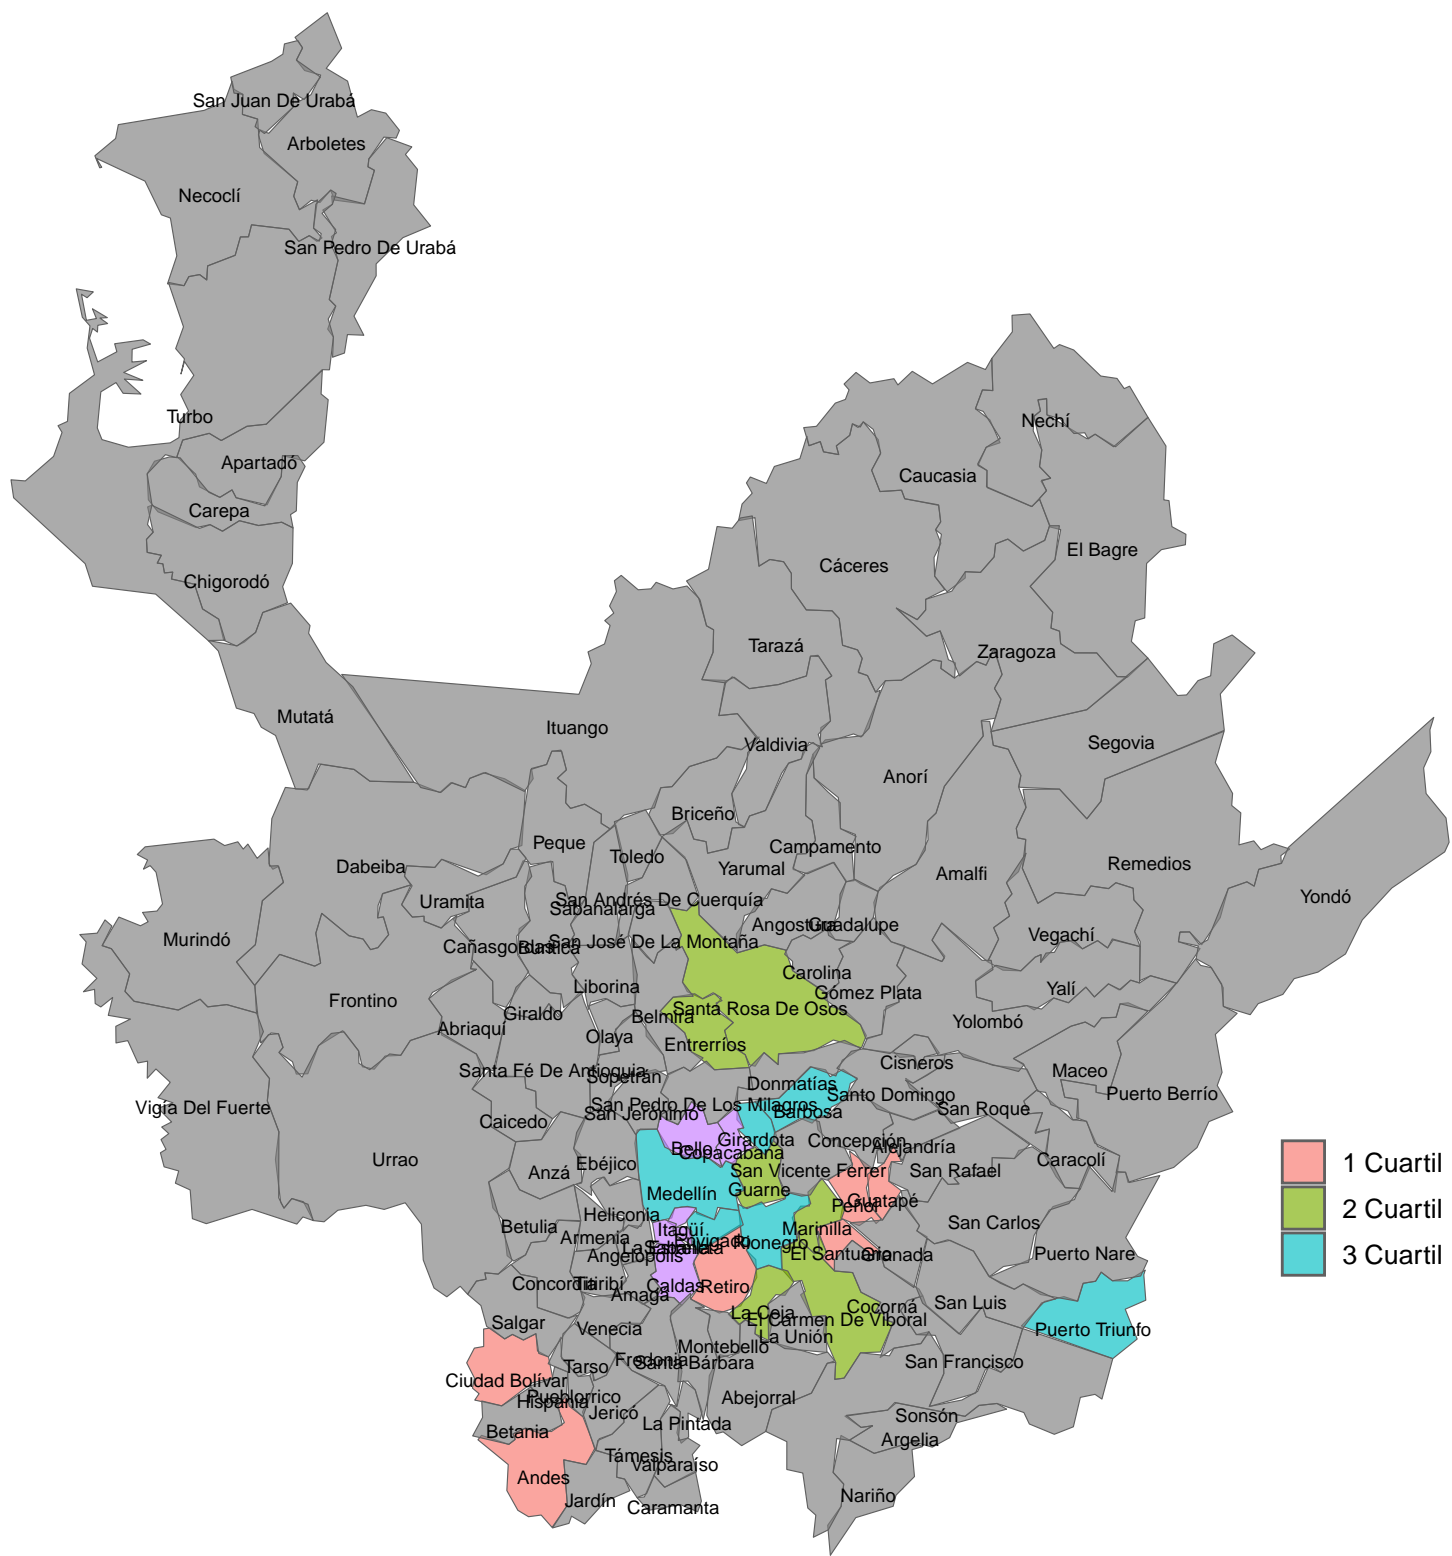 San Juan De Urabá
Arboletes
Necoclí
San Pedro De Urabá
Turbo
Nechí
Apartadó
Caucasia
Carepa
El Bagre
Cáceres
Chigorodó
Tarazá
Zaragoza
Mutatá
Ituango
Valdivia
Segovia
Anorí
Briceño
Peque
Campamento
Toledo
Dabeiba
Yarumal
Remedios
Amalfi
Yondó
Uramita
San Andrés De Cuerquía
Sabanalarga
Angostura
Guadalupe
Vegachí
Murindó
Cañasgordas
Buriticá
San José De La Montaña
Carolina
Liborina
Yalí
Gómez Plata
Frontino
Santa Rosa De Osos
Giraldo
Belmira
Yolombó
Abriaquí
Olaya
Entrerríos
Cisneros
Santa Fé De Antioquia
Sopetrán
Maceo
Donmatías
Santo Domingo
Puerto Berrío
Vigía Del Fuerte
San Pedro De Los Milagros
Barbosa
San Roque
San Jerónimo
Caicedo
Girardota
Concepción
Alejandría
Bello
Copacabana
Urrao
Ebéjico
Caracolí
Anzá
San Vicente Ferrer
San Rafael
1 Cuartil
Medellín
Guarne
Guatapé
Peñol
2 Cuartil
Heliconia
Betulia
Itagüí
Marinilla
San Carlos
Armenia
Envigado
Rionegro
La Estrella
Sabaneta
Angelópolis
El Santuario
Granada
Puerto Nare
3 Cuartil
Concordia
Titiribí
Caldas
Retiro
Amagá
San Luis
Cocorná
La Ceja
El Carmen De Viboral
Salgar
Venecia
La Unión
Puerto Triunfo
Montebello
Fredonia
Santa Bárbara
San Francisco
Tarso
Ciudad Bolívar
Pueblorrico
Hispania
Abejorral
Jericó
Sonsón
La Pintada
Betania
Argelia
Támesis
Valparaíso
Andes
Nariño
Jardín
Caramanta